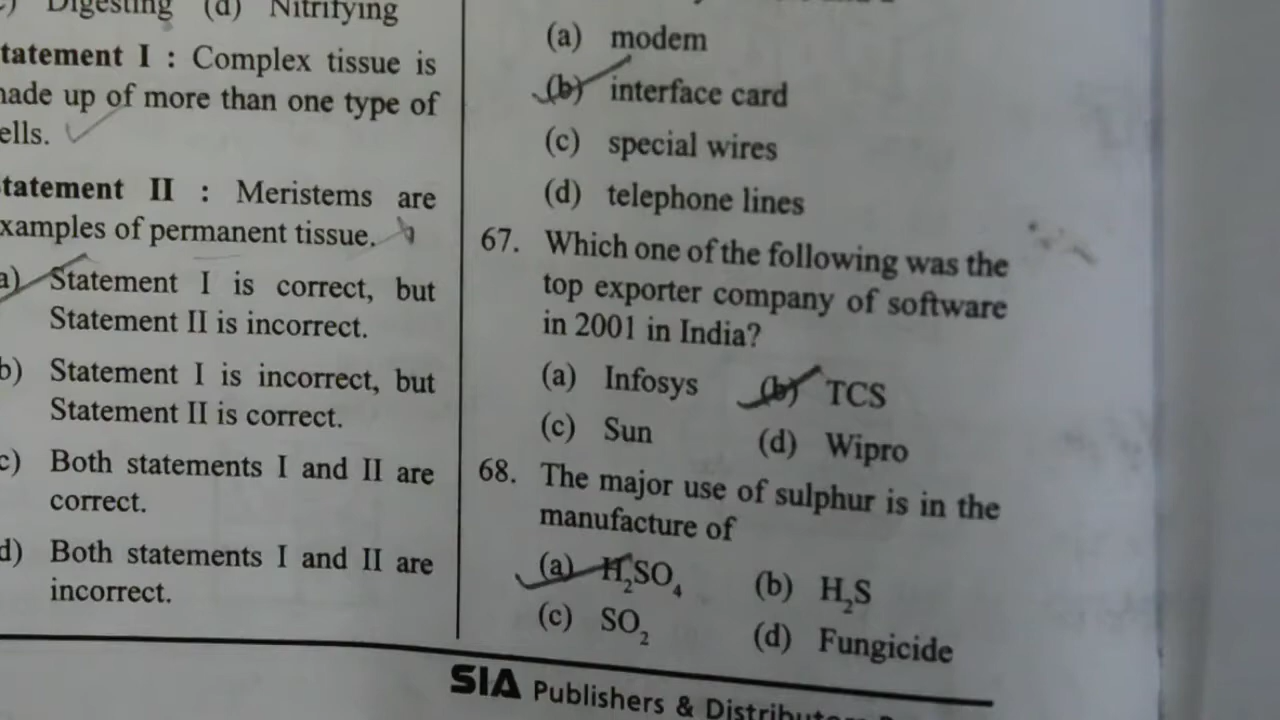 Digesting (d) Nitrifying
tatement I : Complex tissue is
ade up of more than one type of
ells.
tatement II : Meristems are
xamples of permanent tissue.
a) Statement I is correct, but
Statement II is incorrect.
b) Statement I is incorrect, but
Statement II is correct.
c) Both statements I and II are
correct.
d) Both statements I and II are
incorrect.
(a) modem
(b) interface card
(c) special wires
(d) telephone lines
67. Which one of the following was the
top exporter company of software
in 2001 in India?
(a) Infosys (b) TCS
(c) Sun (d) Wipro
68. The major use of sulphur is in the
manufacture of
(a) H₂SO₄ (b) H₂S
(c) SO₂ (d) Fungicide
SIA Publishers & Distributors